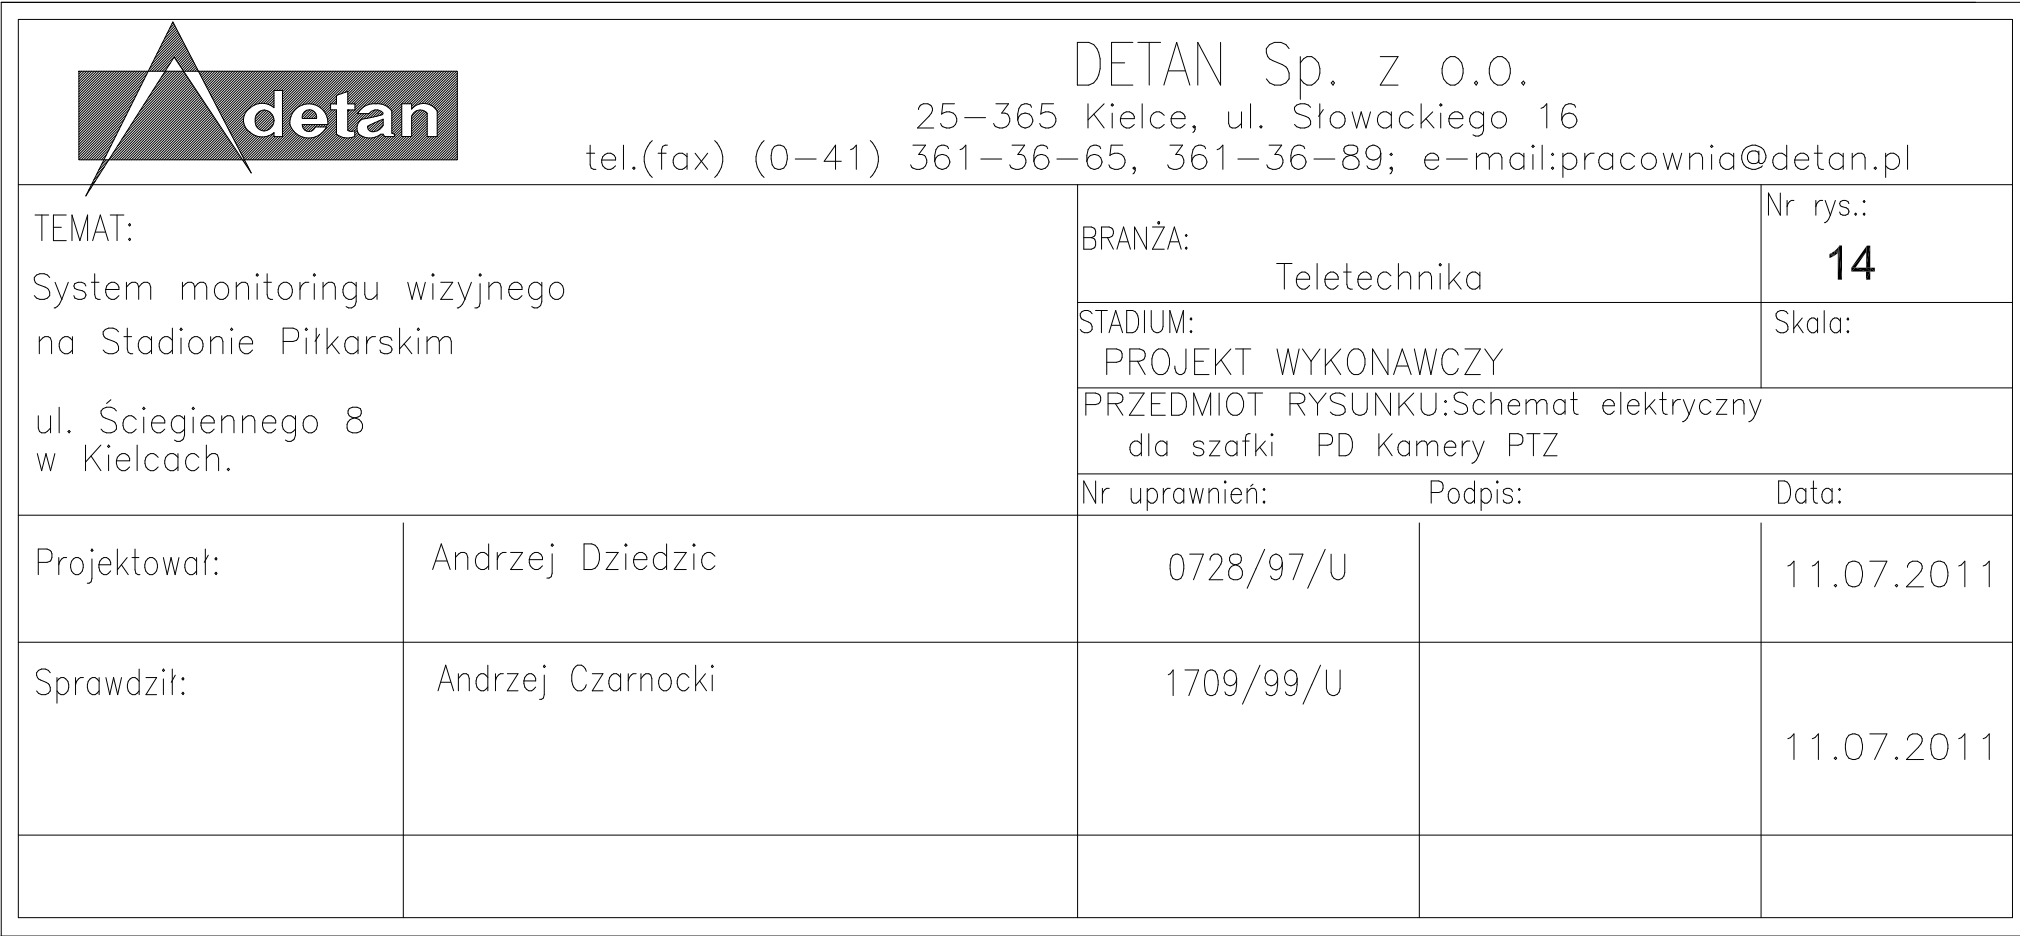 detan
DETAN Sp. z o.o.
25-365 Kielce, ul. Słowackiego 16
tel.(fax) (0-41) 361-36-65, 361-36-89; e-mail:pracownia@detan.pl
TEMAT:
System monitoringu wizyjnego
na Stadionie Piłkarskim
ul. Ściegiennego 8
w Kielcach.
BRANŻA:
Teletechnika
Nr rys.:
14
STADIUM:
PROJEKT WYKONAWCZY
Skala:
PRZEDMIOT RYSUNKU:Schemat elektryczny
dla szafki PD Kamery PTZ
Nr uprawnień: Podpis: Data:
Projektował: Andrzej Dziedzic 0728/97/U 11.07.2011
Sprawdził: Andrzej Czarnocki 1709/99/U
11.07.2011